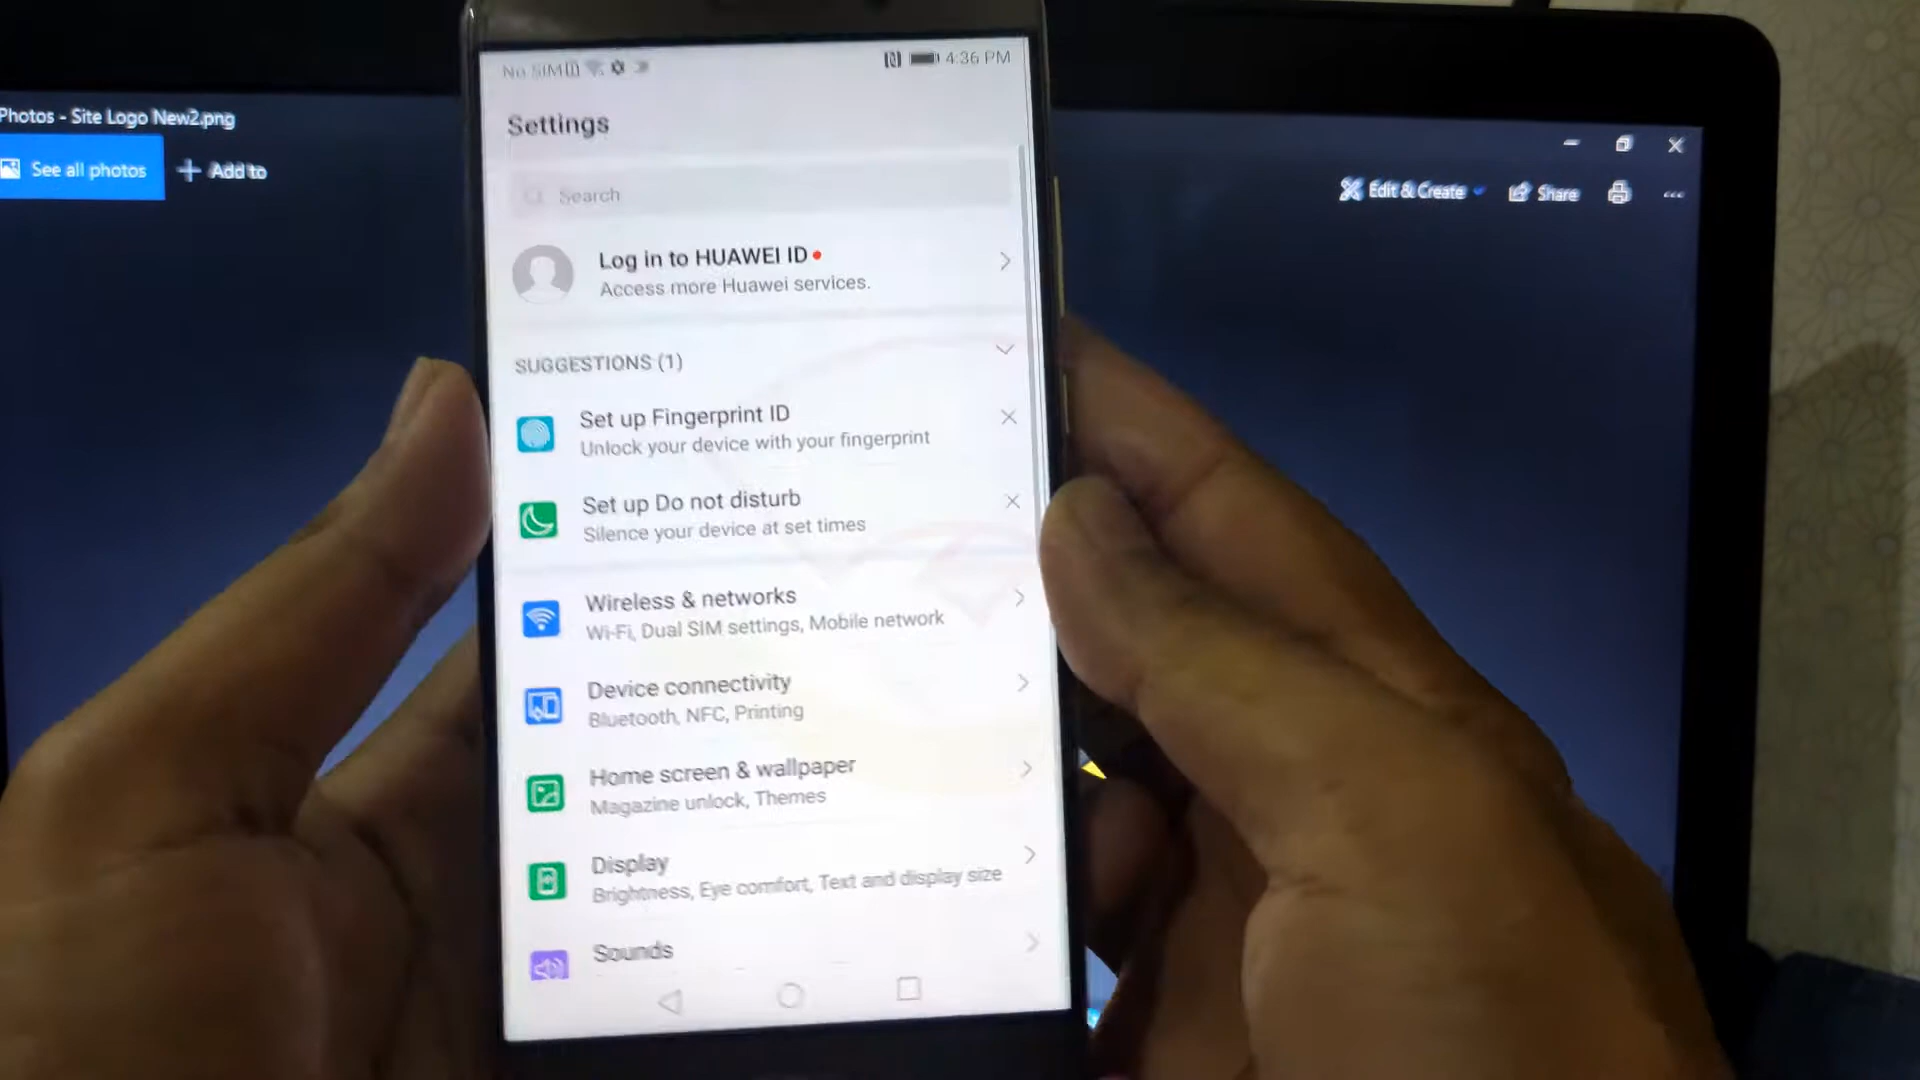 Photos - Site Logo New2.png
See all photos
Add to
Edit & Create
Share
No SIM
4:36 PM
Settings
Search
Log in to HUAWEI ID
Access more Huawei services.
SUGGESTIONS (1)
Set up Fingerprint ID
Unlock your device with your fingerprint
Set up Do not disturb
Silence your device at set times
Wireless & networks
Wi-Fi, Dual SIM settings, Mobile network
Device connectivity
Bluetooth, NFC, Printing
Home screen & wallpaper
Magazine unlock, Themes
Display
Brightness, Eye comfort, Text and display size
Sounds